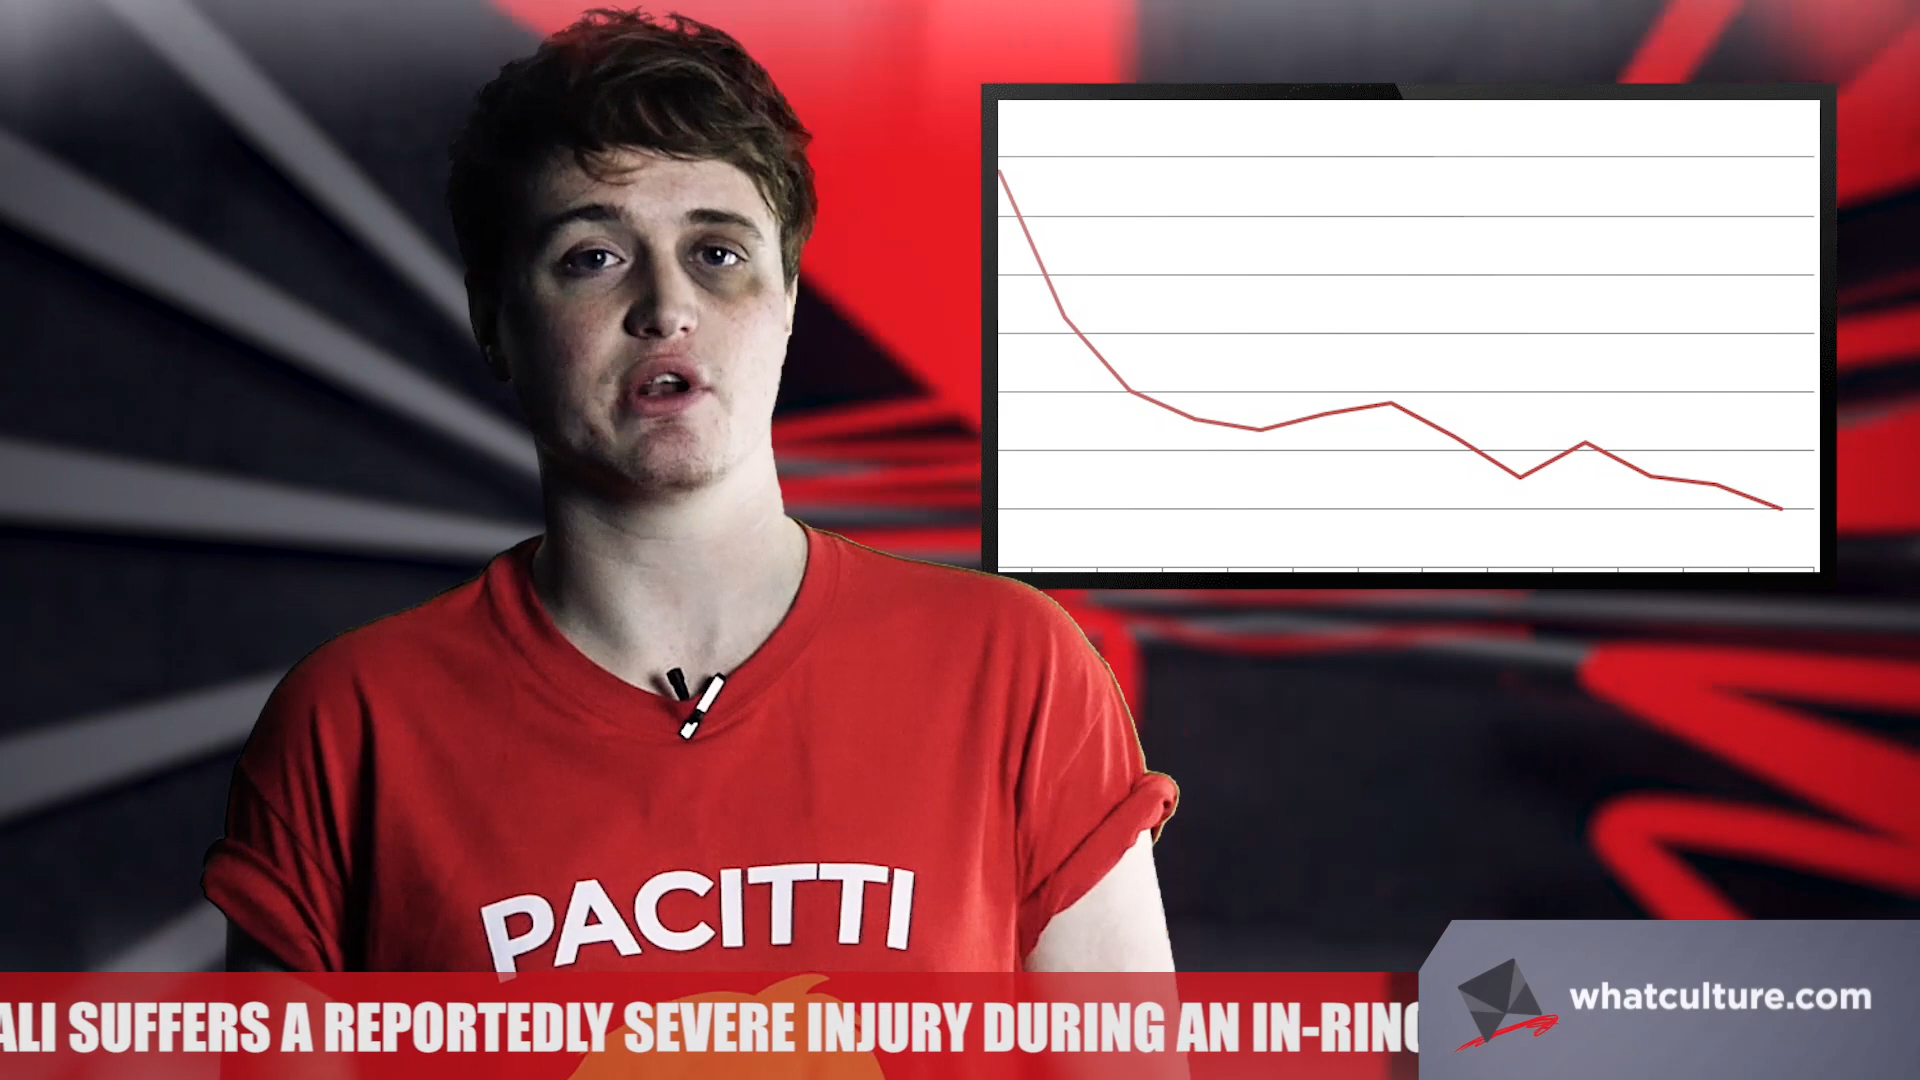 PACITTI
ALI SUFFERS A REPORTEDLY SEVERE INJURY DURING AN IN-RING
whatculture.com